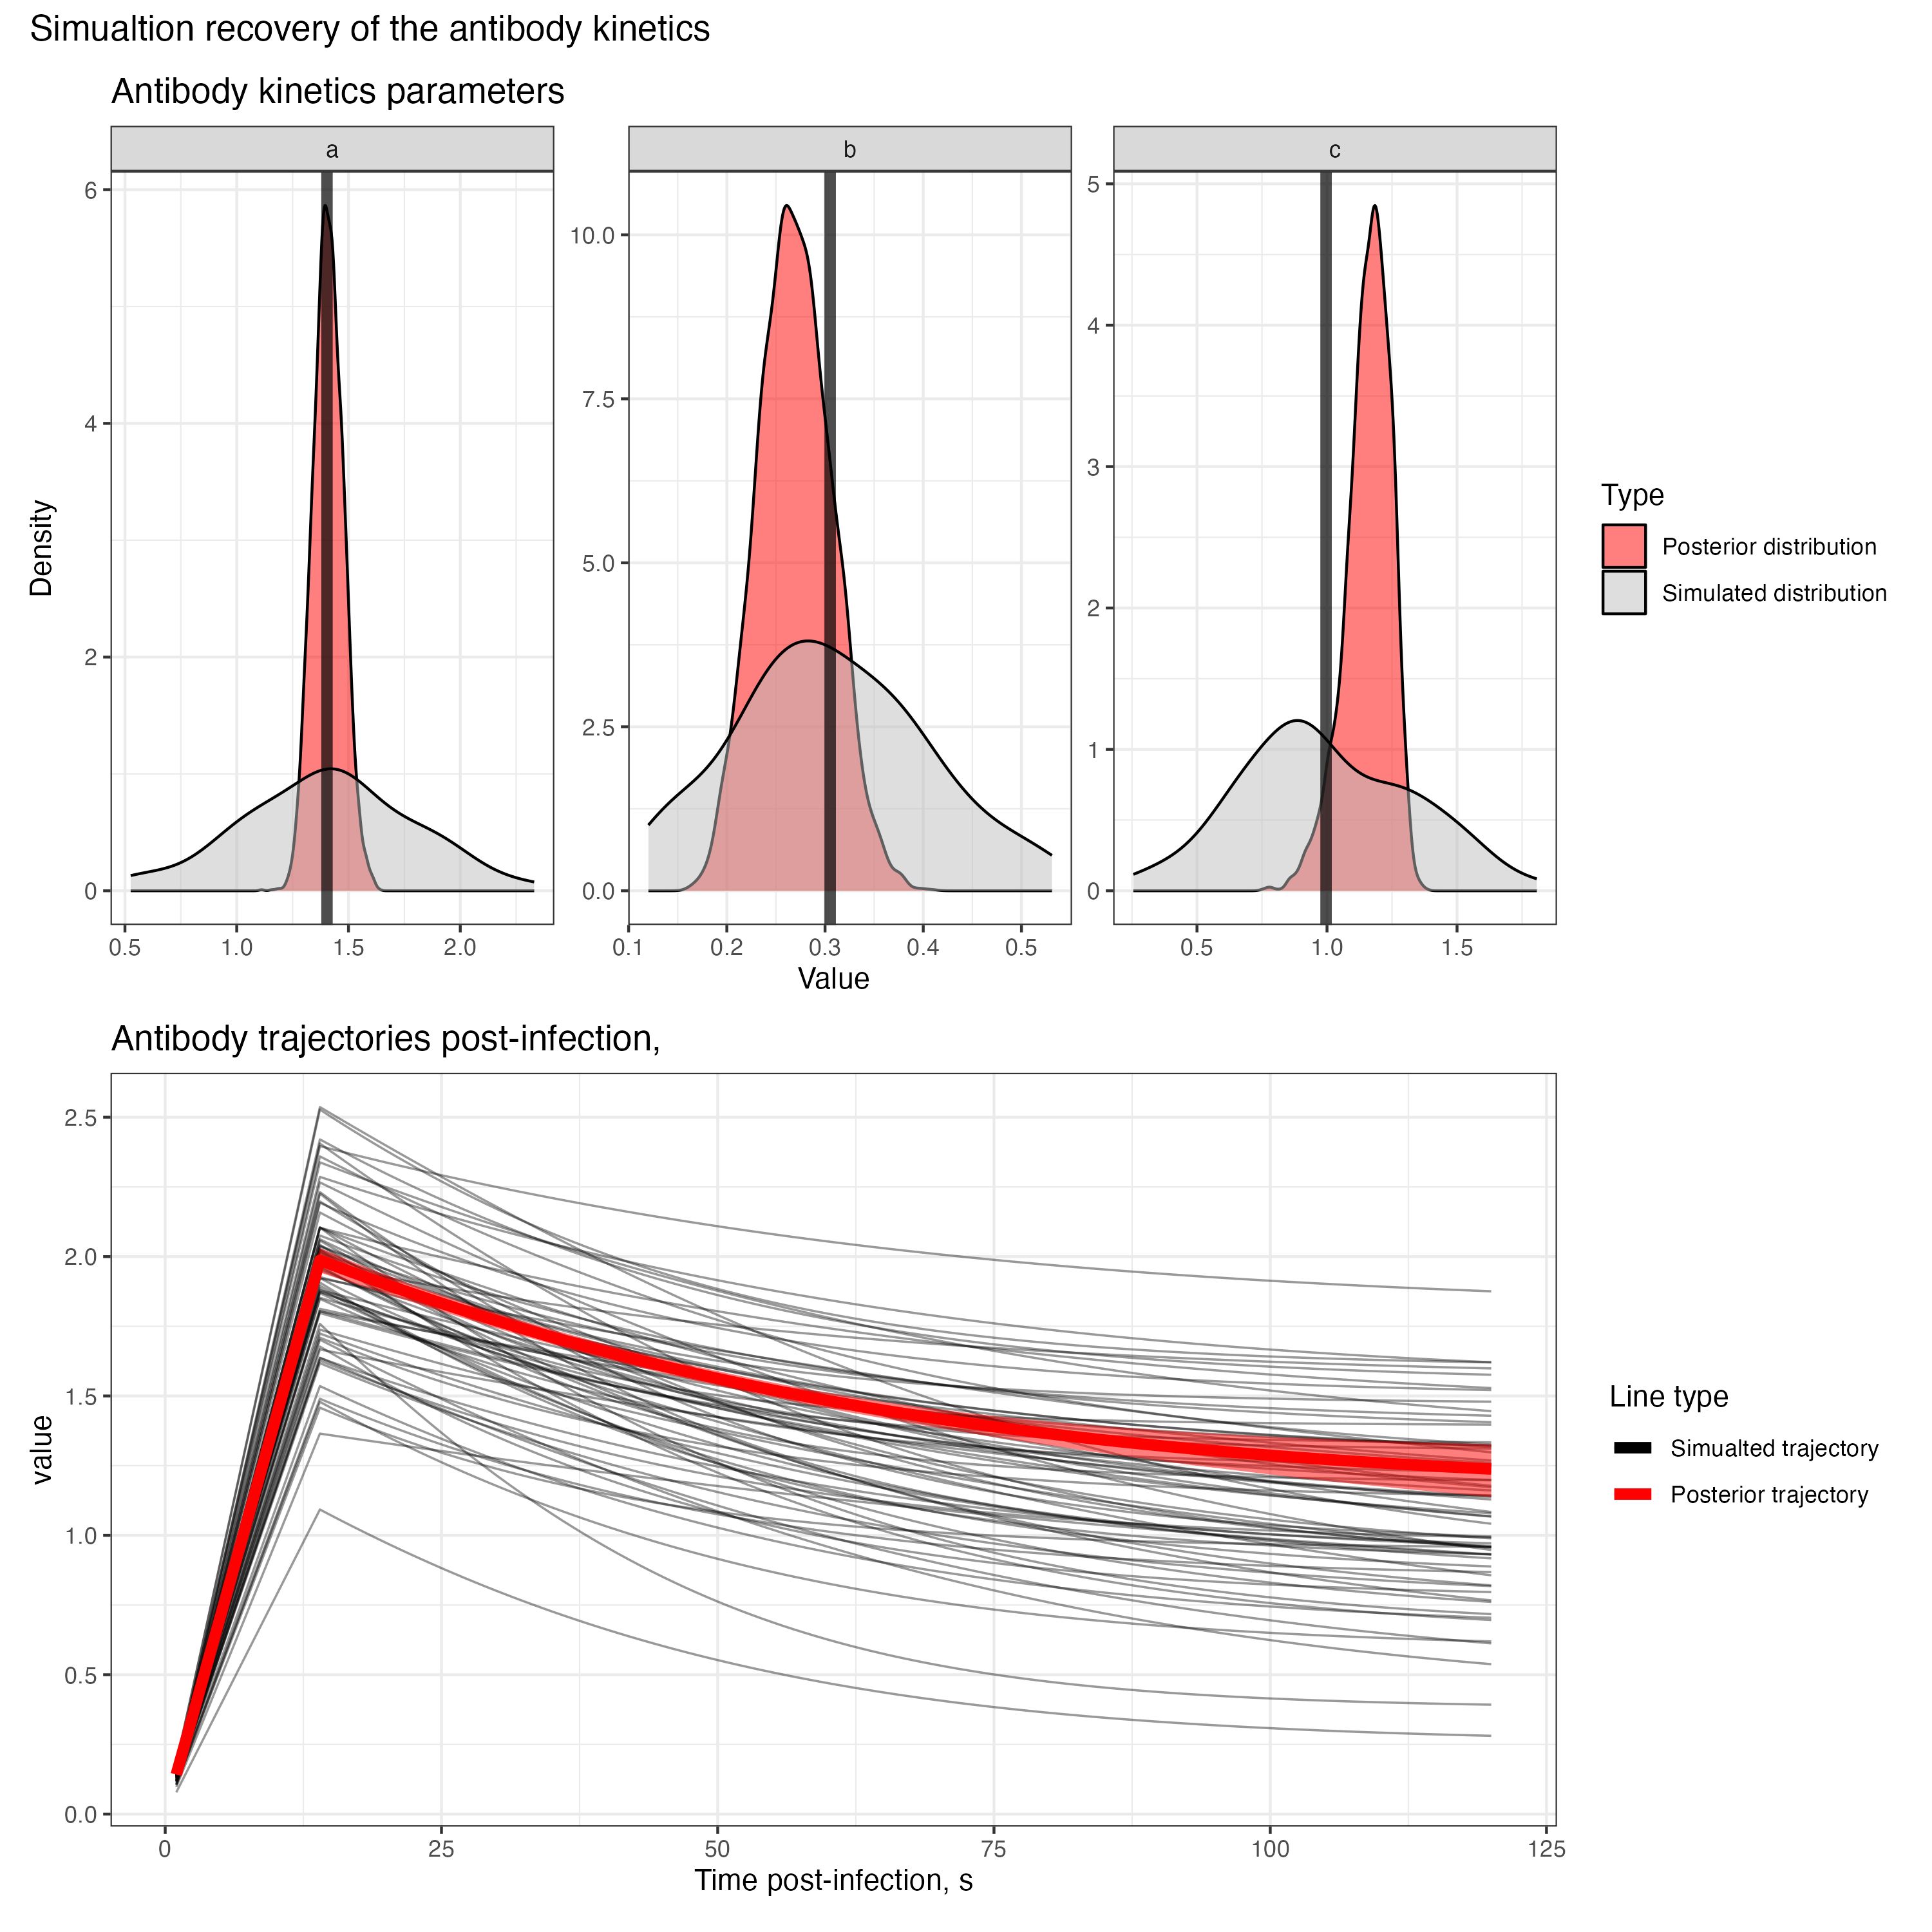 Simualtion recovery of the antibody kinetics
Antibody kinetics parameters
a
b
c
6
4
2
0
0.5 1.0 1.5 2.0
10.0
7.5
5.0
2.5
0.0
0.1 0.2 0.3 0.4 0.5
5
4
3
2
1
0
0.5 1.0 1.5
Density
Value
Type
Posterior distribution
Simulated distribution
Antibody trajectories post-infection,
2.5
2.0
1.5
1.0
0.5
0.0
value
0 25 50 75 100 125
Time post-infection, s
Line type
Simualted trajectory
Posterior trajectory